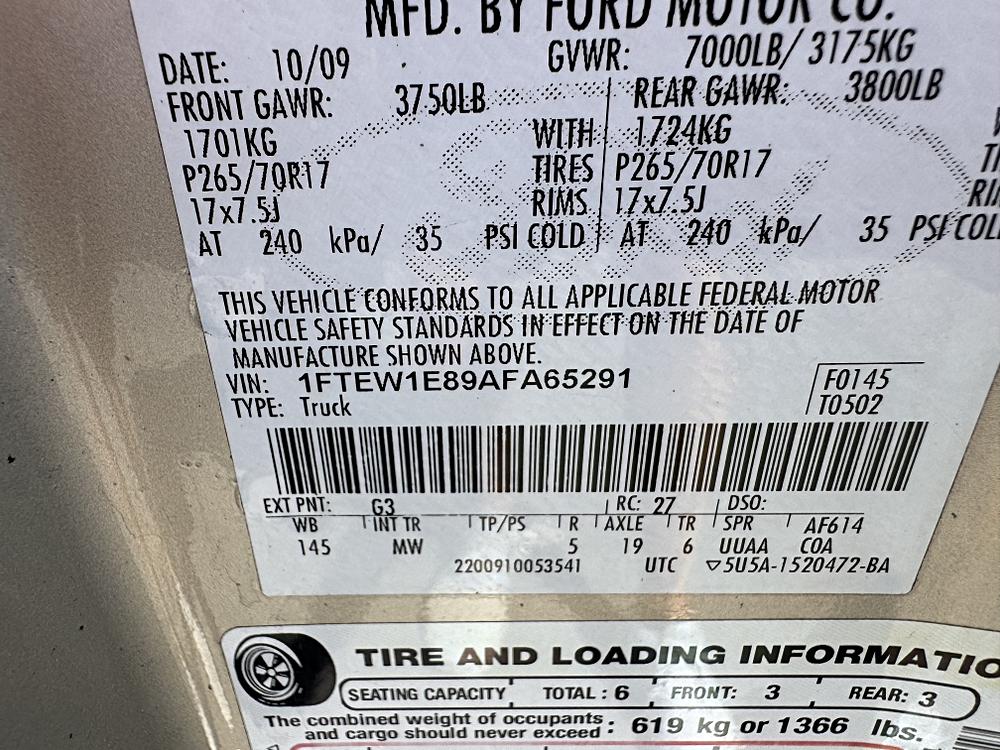 MFD. BY FORD MOTOR CO.
DATE: 10/09 GVWR: 7000LB/ 3175KG
FRONT GAWR: 3750LB REAR GAWR: 3800LB
1701KG WITH 1724KG
P265/70R17 TIRES P265/70R17
17x7.5J RIMS 17x7.5J
AT 240 kPa/ 35 PSI COLD AT 240 kPa/ 35 PSI COL
THIS VEHICLE CONFORMS TO ALL APPLICABLE FEDERAL MOTOR
VEHICLE SAFETY STANDARDS IN EFFECT ON THE DATE OF
MANUFACTURE SHOWN ABOVE.
VIN: 1FTEW1E89AFA65291 F0145
TYPE: Truck T0502
EXT PNT: G3 RC: 27 DSO:
WB INT TR TP/PS R AXLE TR SPR AF614
145 MW 5 19 6 UUAA COA
2200910053541 UTC ▽5U5A-1520472-BA
TIRE AND LOADING INFORMATIO
SEATING CAPACITY TOTAL : 6 FRONT: 3 REAR: 3
The combined weight of occupants
and cargo should never exceed : 619 kg or 1366 lbs.